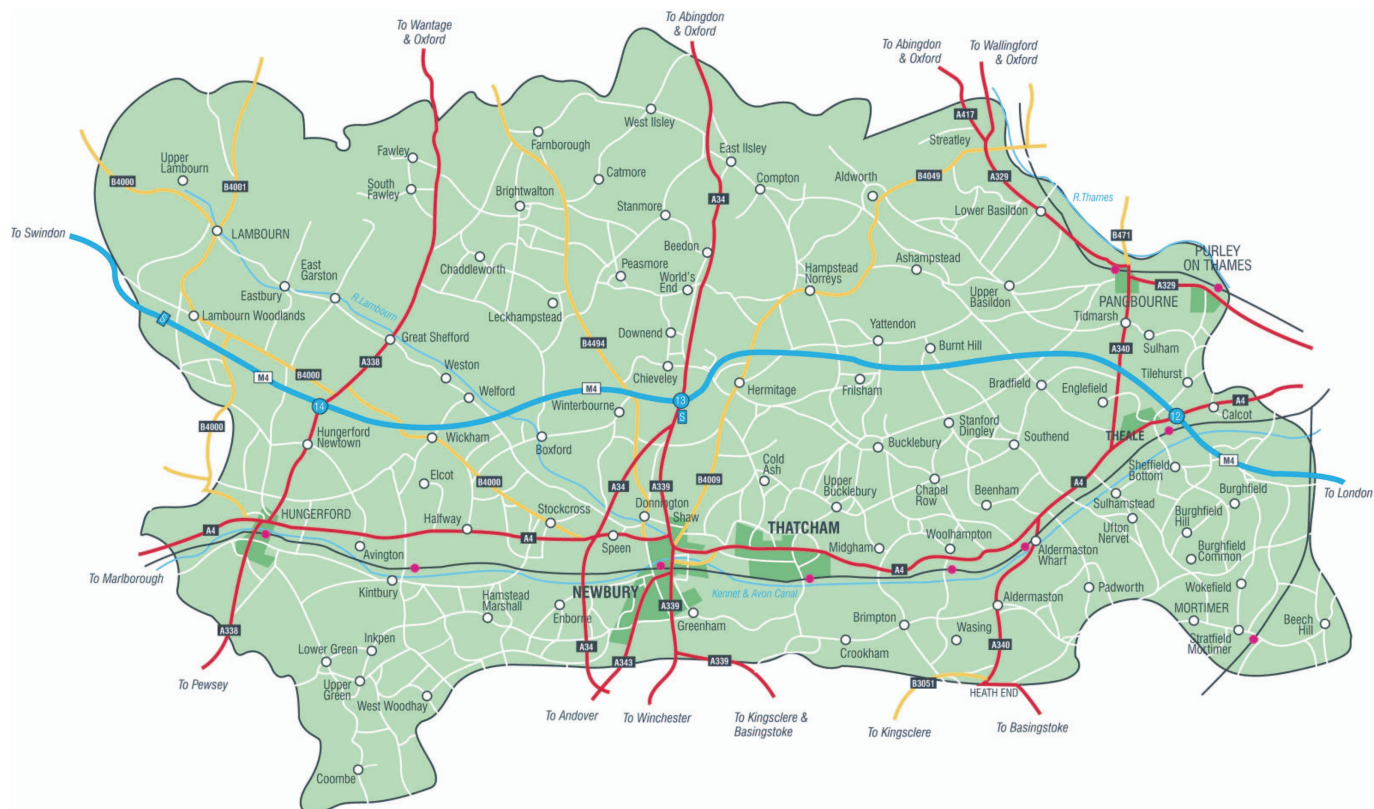 To Wantage
& Oxford
To Abingdon
& Oxford
To Abingdon
& Oxford
To Wallingford
& Oxford
A417
West Ilsley
Farnborough
Streatley
Fawley
East Ilsley
Upper
Lambourn
B4000
B4001
South
Fawley
Catmore
Compton
Aldworth
B4049
A329
Brightwalton
A34
R.Thames
Stanmore
Lower Basildon
To Swindon
LAMBOURN
B471
Beedon
PURLEY
ON THAMES
Chaddleworth
East
Garston
Peasmore
World's
End
Hampstead
Norreys
Ashampstead
Eastbury
R.Lambourn
Upper
Basildon
A329
PANGBOURNE
Leckhampstead
S
Lambourn Woodlands
Tidmarsh
Great Shefford
Downend
Yattendon
Sulham
B4494
Burnt Hill
A340
A338
Chieveley
B4000
M4
Weston
Frilsham
Tilehurst
Hermitage
Bradfield
Englefield
Welford
M4
14
13
S
Winterbourne
A4
12
Calcot
B4000
Hungerford
Newtown
Wickham
Boxford
Stanford
Dingley
Southend
THEALE
Bucklebury
M4
Elcot
Cold
Ash
Sheffield
Bottom
B4000
A34
A339
B4009
Upper
Bucklebury
Chapel
Row
Beenham
A4
Sulhamstead
Burghfield
To London
HUNGERFORD
Donnington
Shaw
Stockcross
Burghfield
Hill
Ufton
Nervet
A4
Halfway
A4
Speen
THATCHAM
Midgham
Woolhampton
Aldermaston
Wharf
Burghfield
Common
Avington
A4
To Marlborough
Kintbury
NEWBURY
Kennet & Avon Canal
Padworth
Wokefield
Hamstead
Marshall
Enborne
A339
Greenham
Aldermaston
MORTIMER
Brimpton
Beech
Hill
A338
Inkpen
Wasing
Stratfield
Mortimer
Lower Green
A34
A343
A339
Crookham
A340
To Pewsey
Upper
Green
B3051
HEATH END
West Woodhay
To Andover
To Winchester
To Kingsclere &
Basingstoke
To Kingsclere
To Basingstoke
Coombe